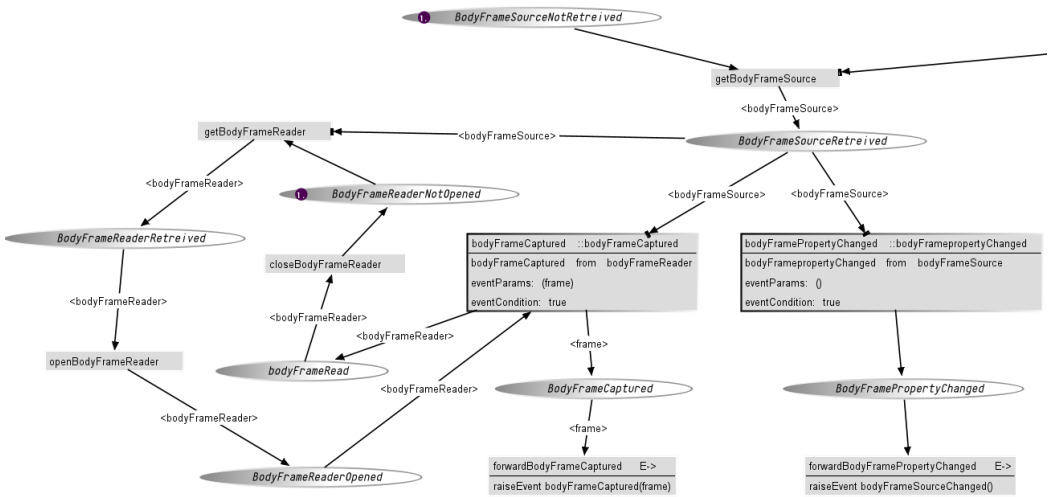 1. BodyFrameSourceNotRetreived
getBodyFrameSource
<bodyFrameSource>
getBodyFrameReader
<bodyFrameSource>
BodyFrameSourceRetreived
<bodyFrameReader>
1. BodyFrameReaderNotOpened
<bodyFrameSource>
<bodyFrameSource>
BodyFrameReaderRetreived
bodyFrameCaptured ::bodyFrameCaptured
bodyFrameCaptured from bodyFrameReader
eventParams: (frame)
eventCondition: true
bodyFramePropertyChanged ::bodyFramepropertyChanged
bodyFramepropertyChanged from bodyFrameSource
eventParams: ()
eventCondition: true
closeBodyFrameReader
<bodyFrameReader>
<bodyFrameReader>
<bodyFrameReader>
<frame>
openBodyFrameReader
bodyFrameRead
<bodyFrameReader>
BodyFrameCaptured
BodyFramePropertyChanged
<bodyFrameReader>
<frame>
BodyFrameReaderOpened
forwardBodyFrameCaptured E->
raiseEvent bodyFrameCaptured(frame)
forwardBodyFramePropertyChanged E->
raiseEvent bodyFrameSourceChanged()